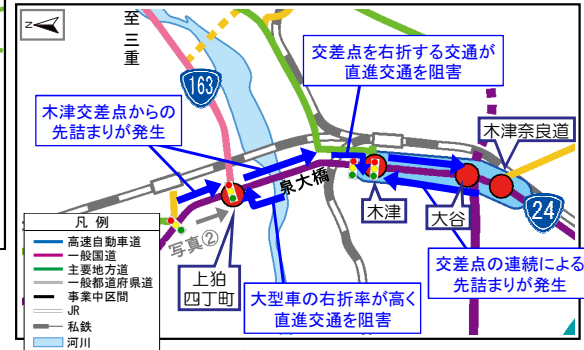 z
至
三
重
163
交差点を右折する交通が
直進交通を阻害
木津交差点からの
先詰まりが発生
木津奈良道
泉大橋
木津
大谷
24
写真②
上狛
四丁町
大型車の右折率が高く
直進交通を阻害
交差点の連続による
先詰まりが発生
凡 例
高速自動車道
一般国道
主要地方道
一般都道府県道
事業中区間
JR
私鉄
河川